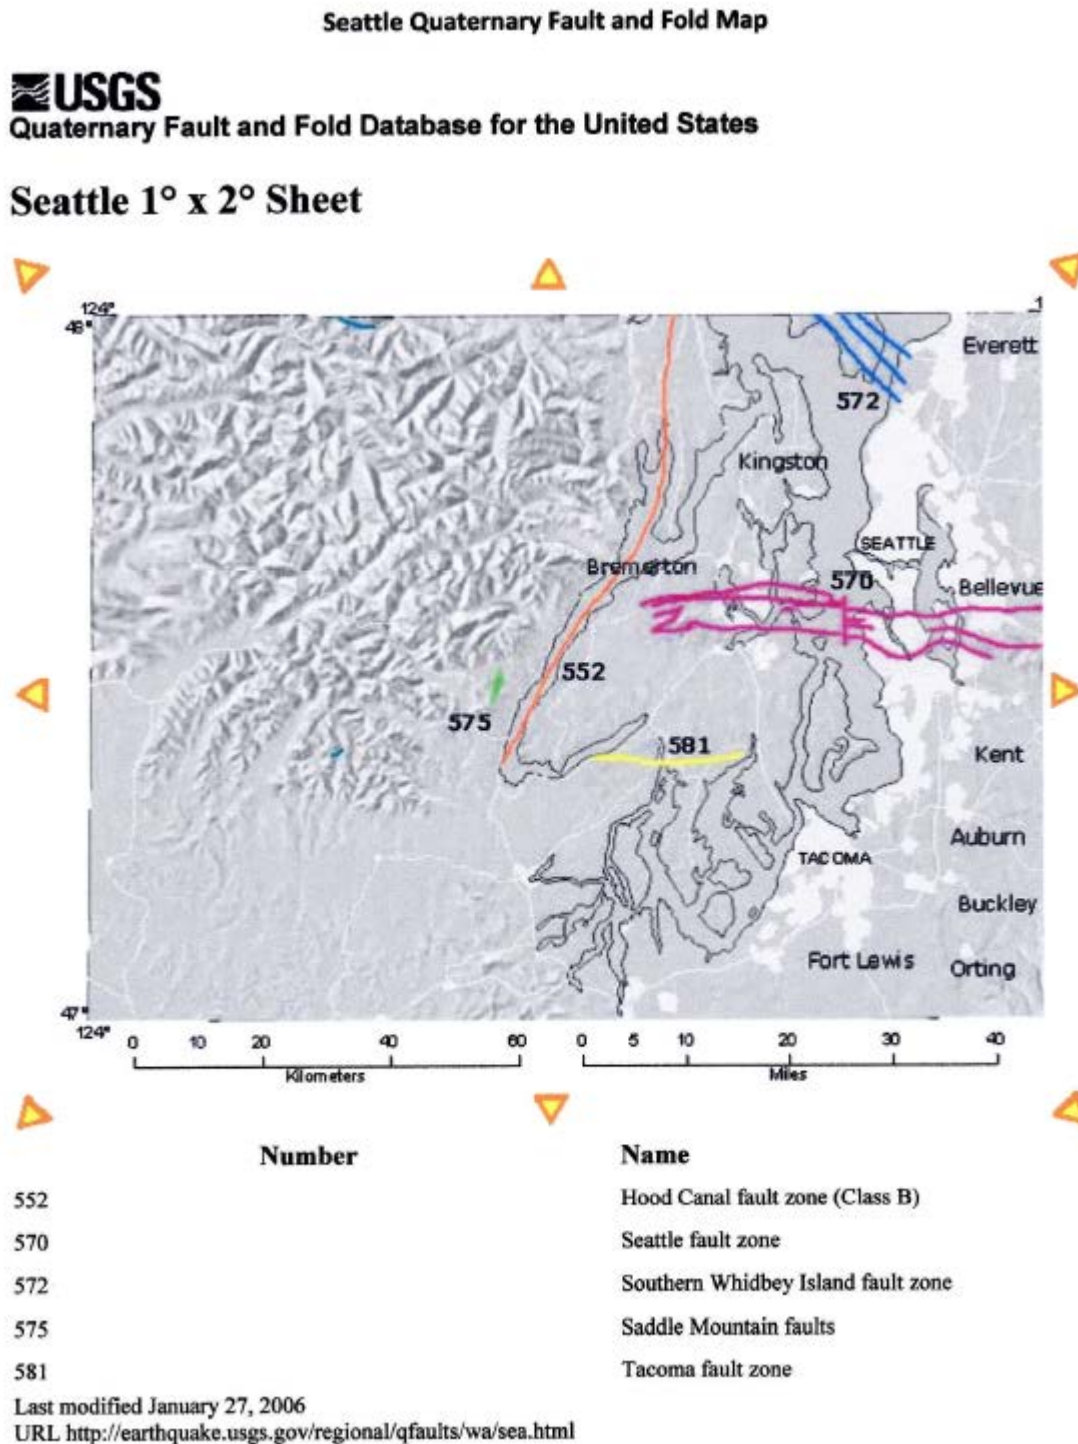 Seattle Quaternary Fault and Fold Map
USGS
Quaternary Fault and Fold Database for the United States
Seattle 1° x 2° Sheet
124°
48°
1
Everett
572
Kingston
SEATTLE
Bremerton
570
Bellevue
552
575
581
Kent
Auburn
TACOMA
Buckley
Fort Lewis
Orting
47°
124°
0 10 20 40 60
Kilometers
0 5 10 20 30 40
Miles
Number Name
552 Hood Canal fault zone (Class B)
570 Seattle fault zone
572 Southern Whidbey Island fault zone
575 Saddle Mountain faults
581 Tacoma fault zone
Last modified January 27, 2006
URL http://earthquake.usgs.gov/regional/qfaults/wa/sea.html